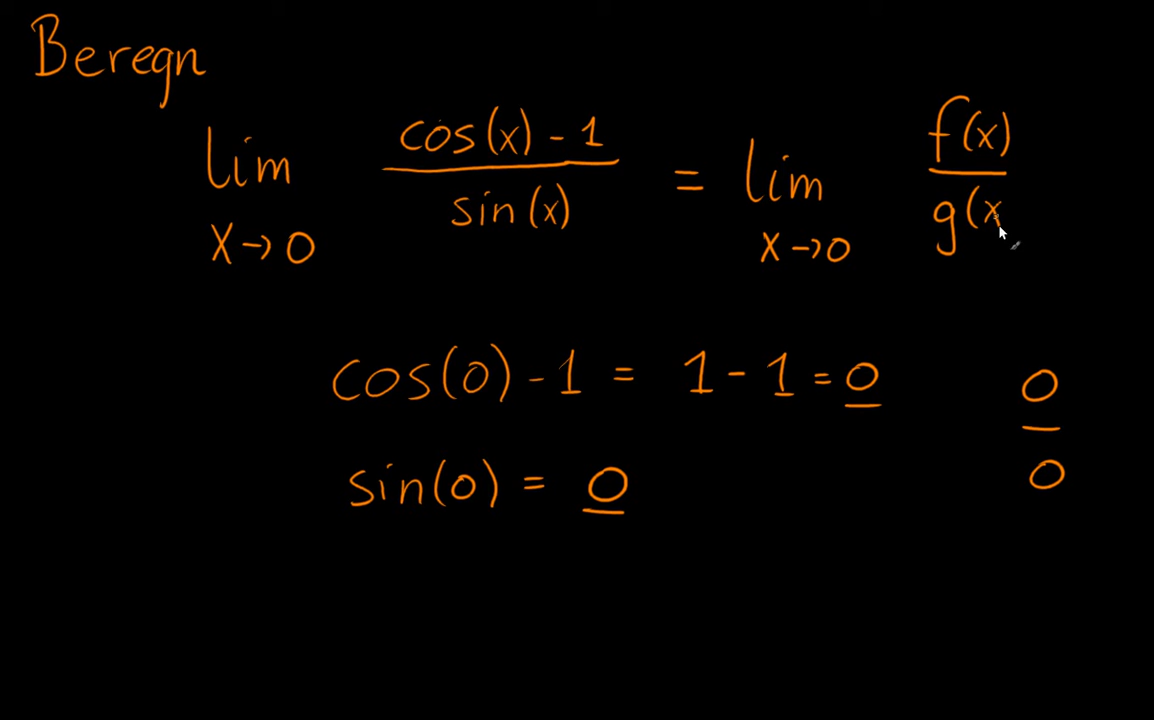 Beregn
lim x→0 (cos(x) - 1)/(sin(x)) = lim x→0 f(x)/g(x
cos(0) - 1 = 1 - 1 = 0
sin(0) = 0
0/0